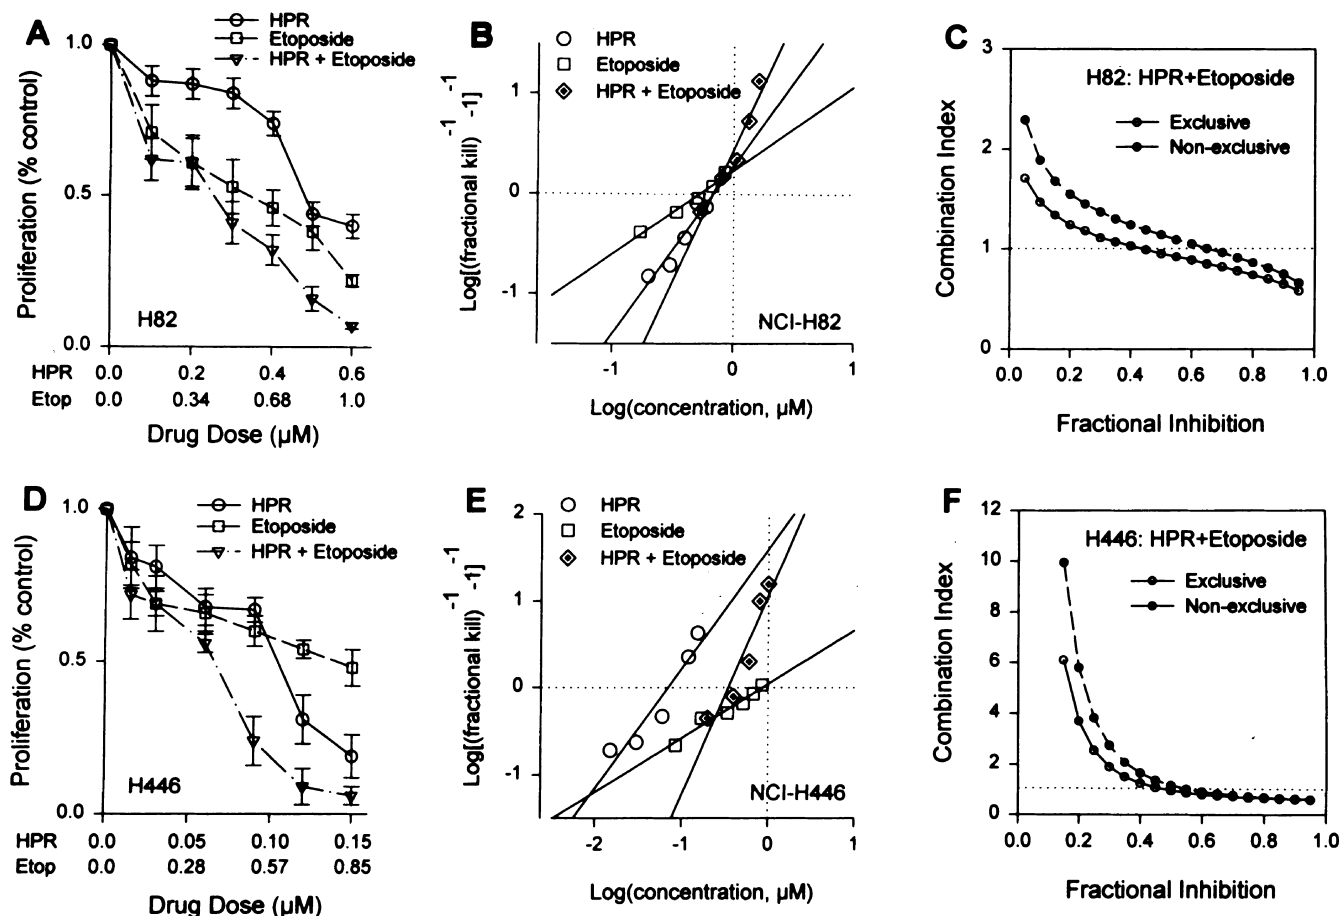 A
HPR
Etoposide
HPR + Etoposide
1.0
0.5
0.0
Proliferation (% control)
H82
HPR 0.0 0.2 0.4 0.6
Etop 0.0 0.34 0.68 1.0
Drug Dose (µM)
B
HPR
Etoposide
HPR + Etoposide
1
0
-1
Log[(fractional kill)⁻¹ -1]⁻¹
NCI-H82
-1 0 1
Log(concentration, µM)
C
3
2
1
0
Combination Index
H82: HPR+Etoposide
Exclusive
Non-exclusive
0.0 0.2 0.4 0.6 0.8 1.0
Fractional Inhibition
D
HPR
Etoposide
HPR + Etoposide
1.0
0.5
0.0
Proliferation (% control)
H446
HPR 0.0 0.05 0.10 0.15
Etop 0.0 0.28 0.57 0.85
Drug Dose (µM)
E
HPR
Etoposide
HPR + Etoposide
2
1
0
-1
Log[(fractional kill)⁻¹ -1]⁻¹
NCI-H446
-2 -1 0 1
Log(concentration, µM)
F
12
10
8
6
4
2
0
Combination Index
H446: HPR+Etoposide
Exclusive
Non-exclusive
0.0 0.2 0.4 0.6 0.8 1.0
Fractional Inhibition